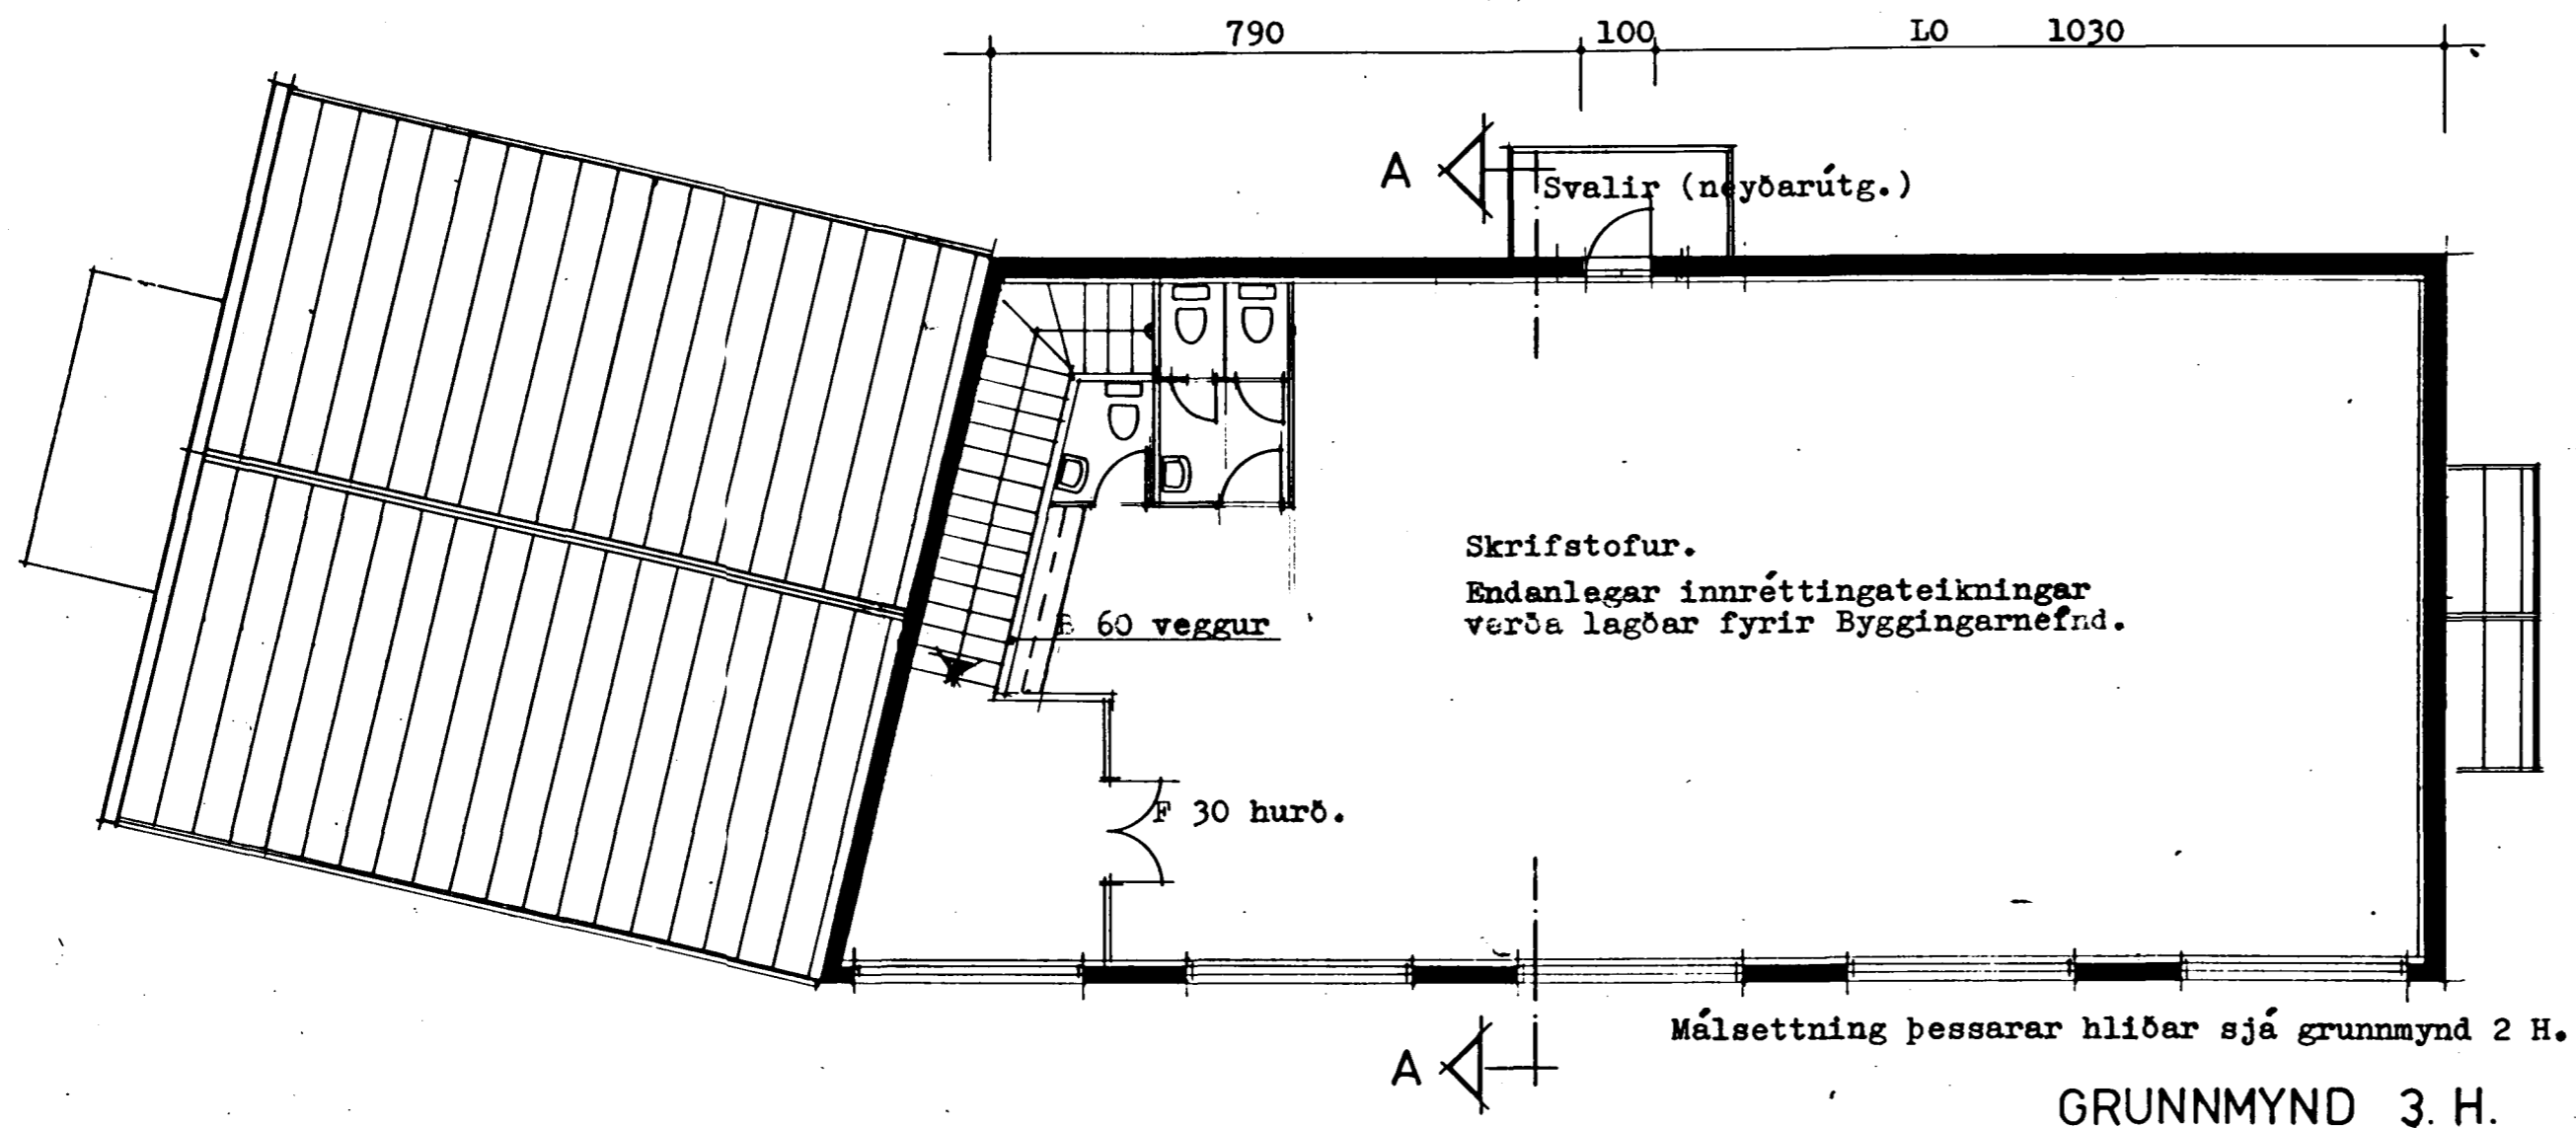 790 100 LO 1030
A
Svalir (neyðarútg.)
Skrifstofur.
Endanlegar innréttingateikningar
verða lagðar fyrir Byggingarnefnd.
60 veggur
F 30 hurð.
Málsettning þessarar hliðar sjá grunnmynd 2 H.
A
GRUNNMYND 3. H.